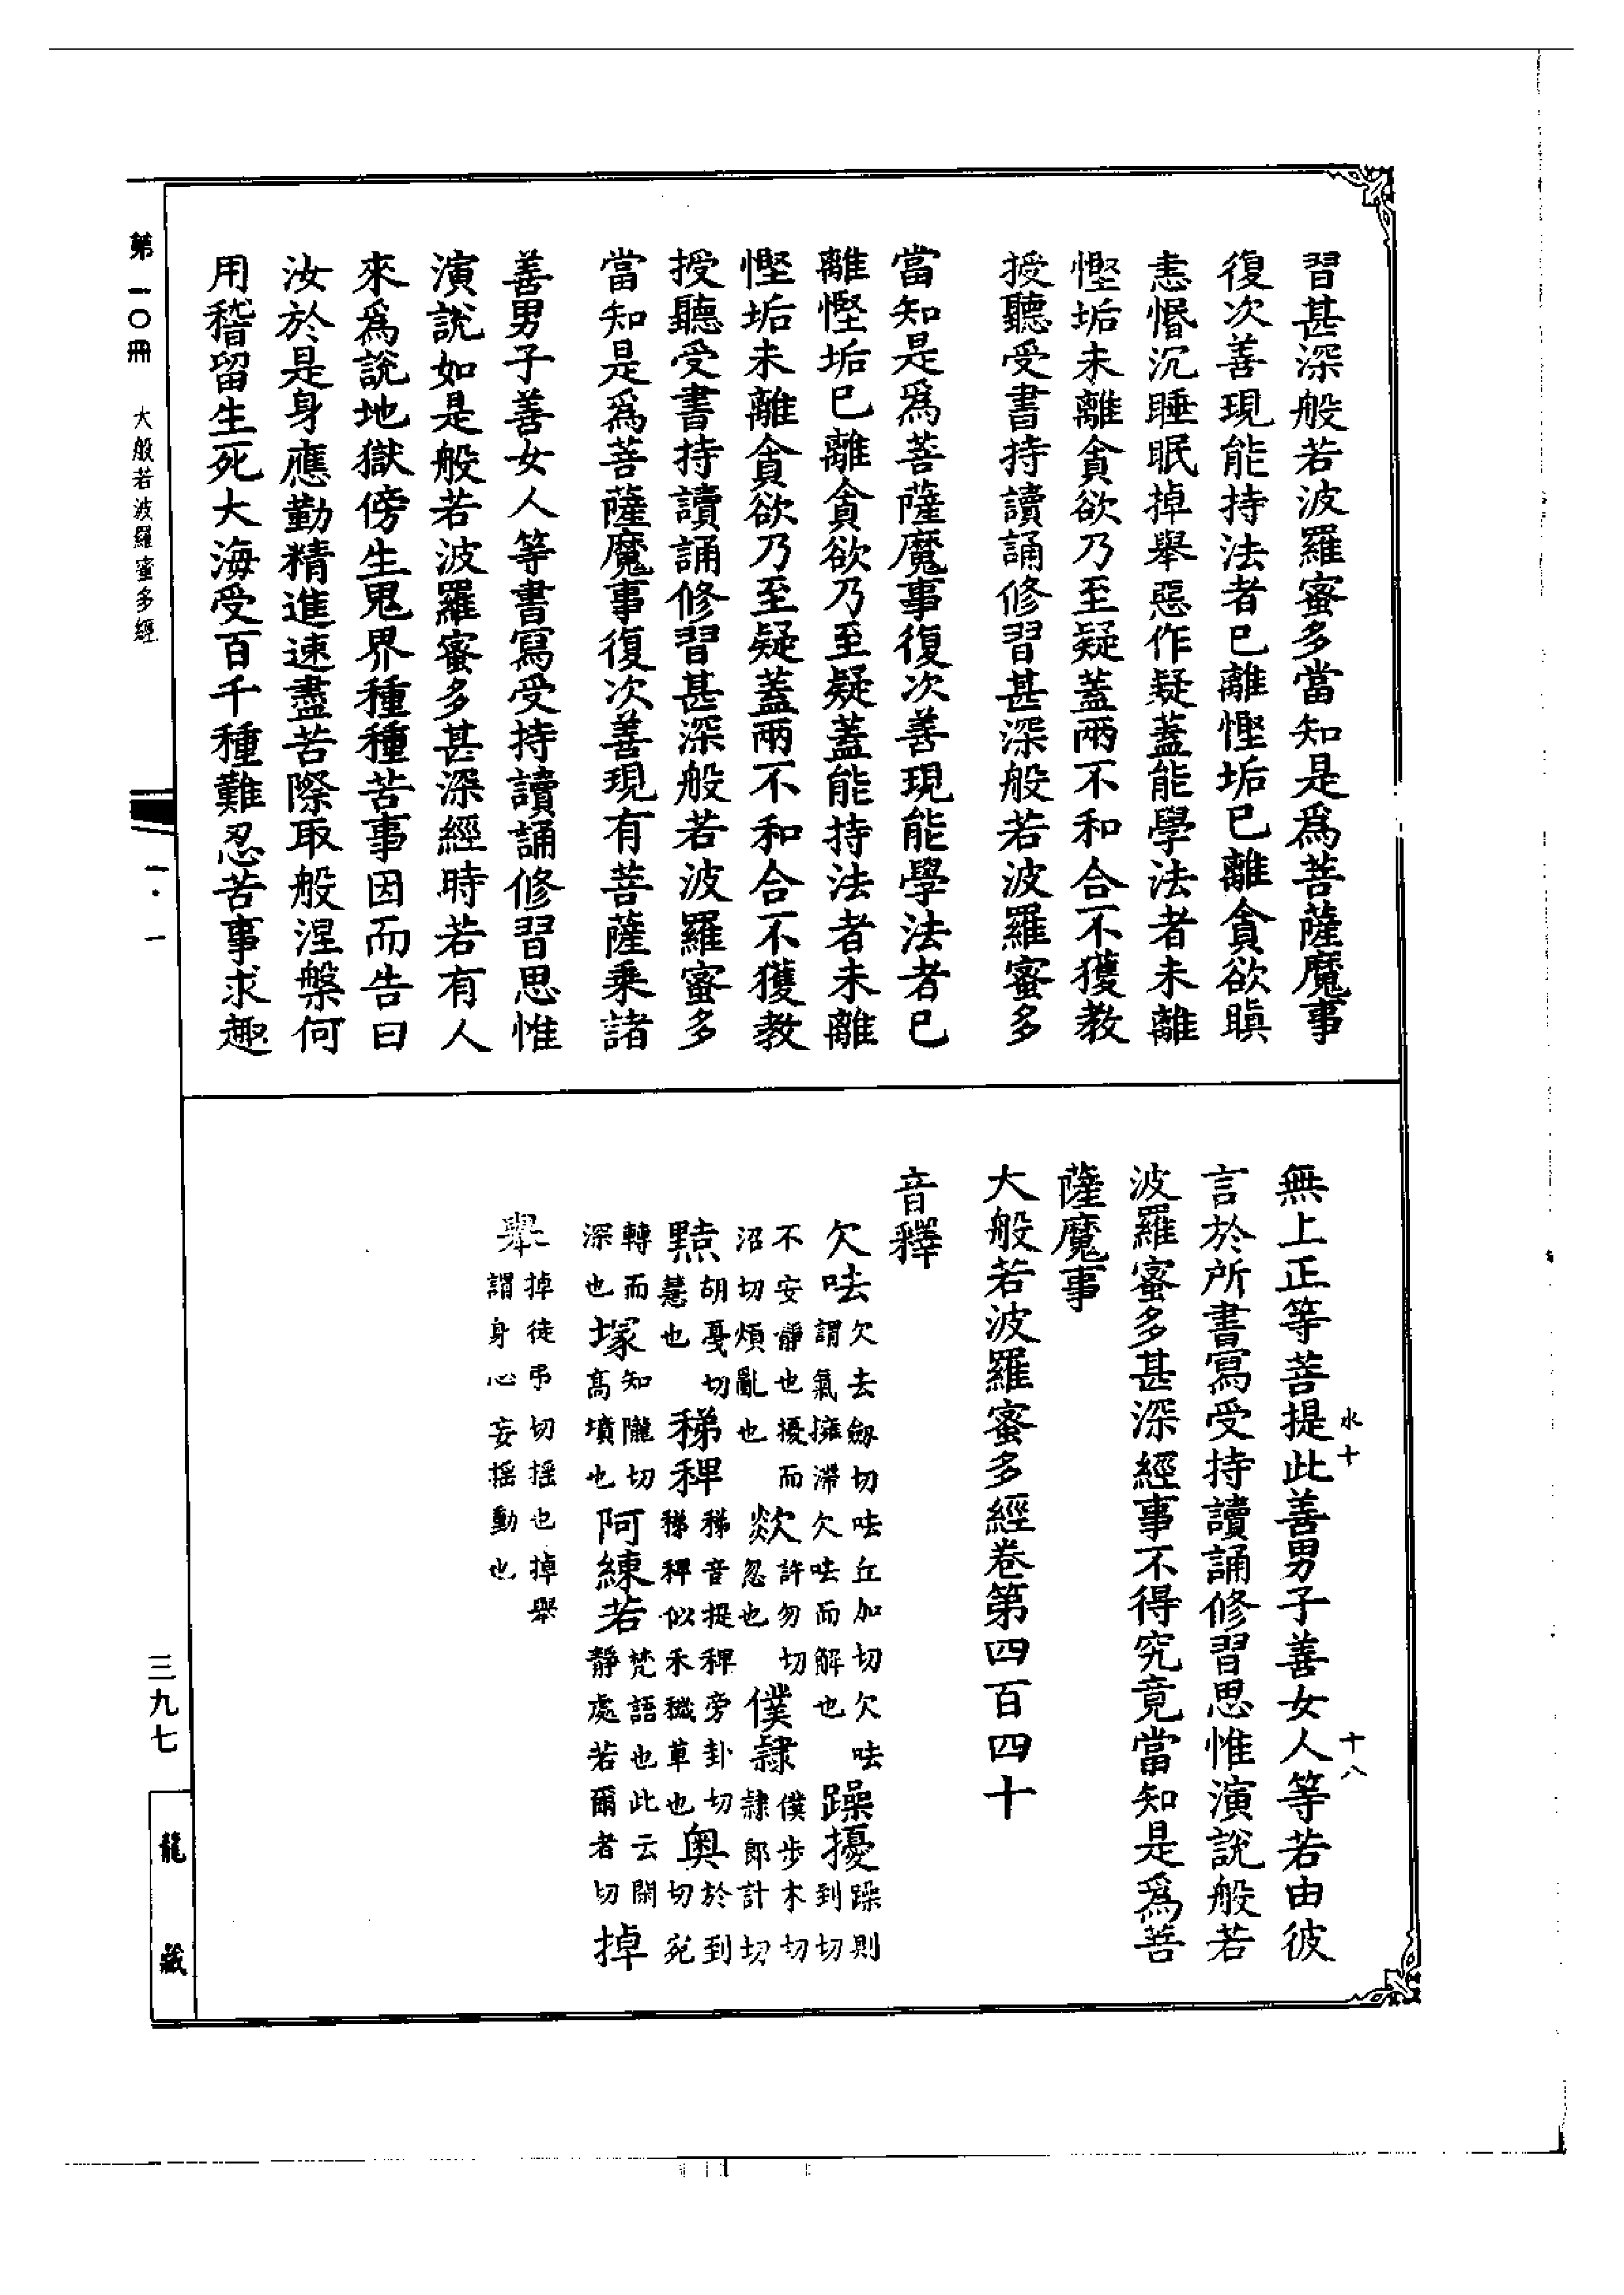 習甚深般若波羅蜜多當知是爲菩薩魔事
復次善現能持法者已離慳垢已離貪欲瞋
恚惛沉睡眠掉舉惡作疑蓋能學法者未離
慳垢未離貪欲乃至疑蓋兩不和合不獲教
授聽受書持讀誦修習甚深般若波羅蜜多
當知是爲菩薩魔事復次善現能學法者已
離慳垢已離貪欲乃至疑蓋能持法者未離
慳垢未離貪欲乃至疑蓋兩不和合不獲教
授聽受書持讀誦修習甚深般若波羅蜜多
當知是爲菩薩魔事復次善現有菩薩乘諸
善男子善女人等書寫受持讀誦修習思惟
演說如是般若波羅蜜多甚深經時若有人
來爲說地獄傍生鬼界種種苦事因而告曰
汝於是身應勤精進速盡苦際取般涅槃何
用稽留生死大海受百千種難忍苦事求趣
無上正等菩提此善男子善女人等若由彼
言於所書寫受持讀誦修習思惟演說般若
波羅蜜多甚深經事不得究竟當知是爲菩
薩魔事
大般若波羅蜜多經卷第四百四十
音釋
欠呿欠去劔切呿丘加切欠呿謂氣擁滯欠呿而解也躁擾躁則到切
不安靜也擾而沼切煩亂也欻許勿切忽也僕隸僕步木切隸郎計切
黠胡戛切慧也稊稗稊音提稗旁卦切稊稗似禾穢草也奥於到切宛
轉而深也塚知隴切高墳也阿練若梵語也此云閑靜處若爾者切掉
舉掉徒弔切摇也掉舉謂身心妄摇動也
水十
十八
第一〇冊 大般若波羅蜜多經
一·一
三九七
龍藏